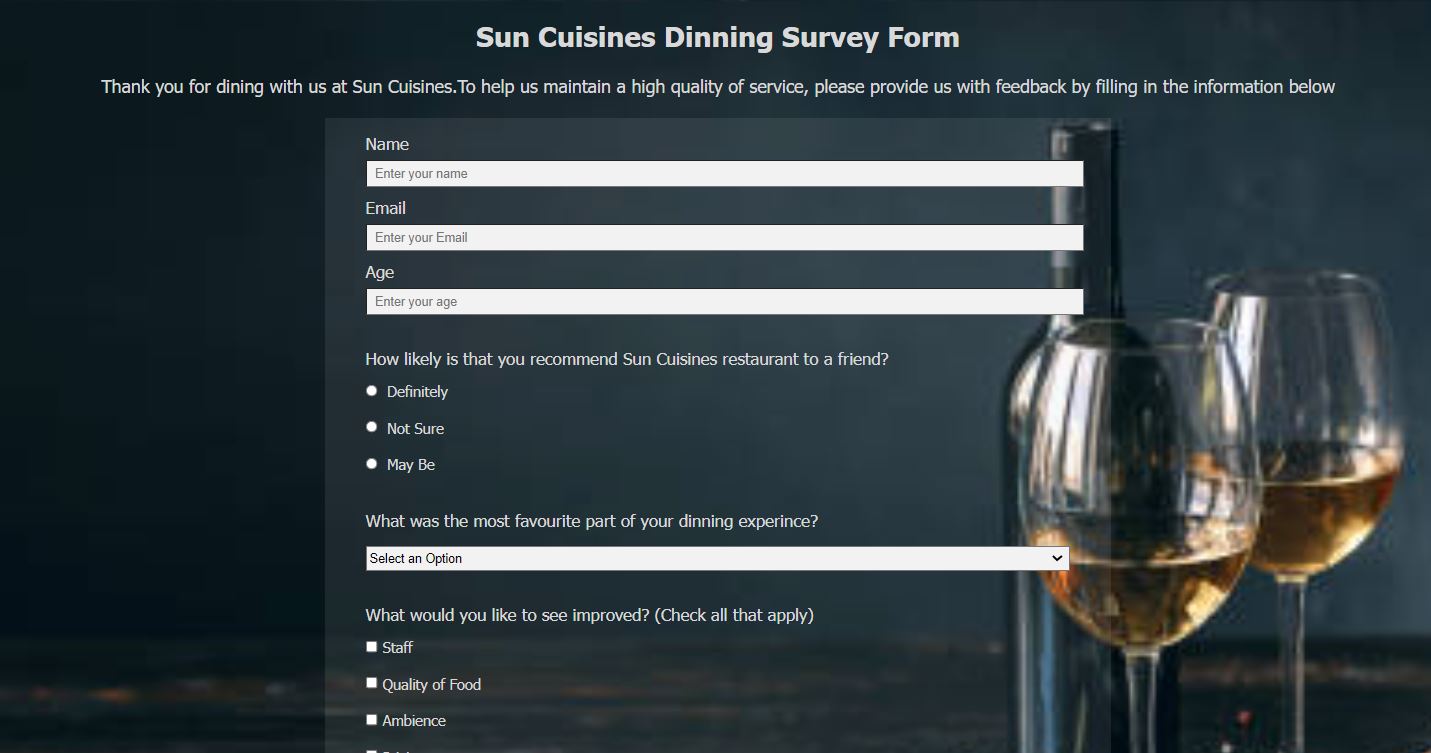 Sun Cuisines Dinning Survey Form
Thank you for dining with us at Sun Cuisines.To help us maintain a high quality of service, please provide us with feedback by filling in the information below
Name
Enter your name
Email
Enter your Email
Age
Enter your age
How likely is that you recommend Sun Cuisines restaurant to a friend?
Definitely
Not Sure
May Be
What was the most favourite part of your dinning experince?
Select an Option
What would you like to see improved? (Check all that apply)
Staff
Quality of Food
Ambience